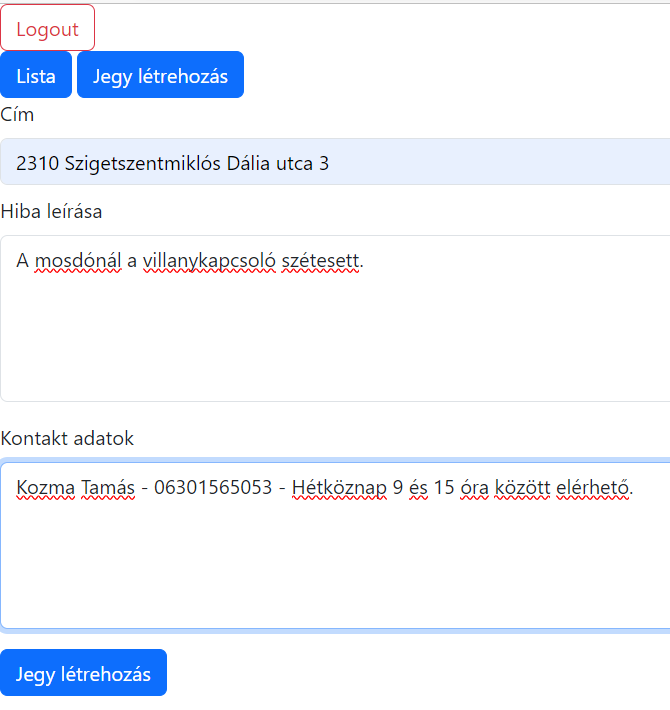 Logout
Lista Jegy létrehozás
Cím
2310 Szigetszentmiklós Dália utca 3
Hiba leírása
A mosdónál a villanykapcsoló szétesett.
Kontakt adatok
Kozma Tamás - 06301565053 - Hétköznap 9 és 15 óra között elérhető.
Jegy létrehozás